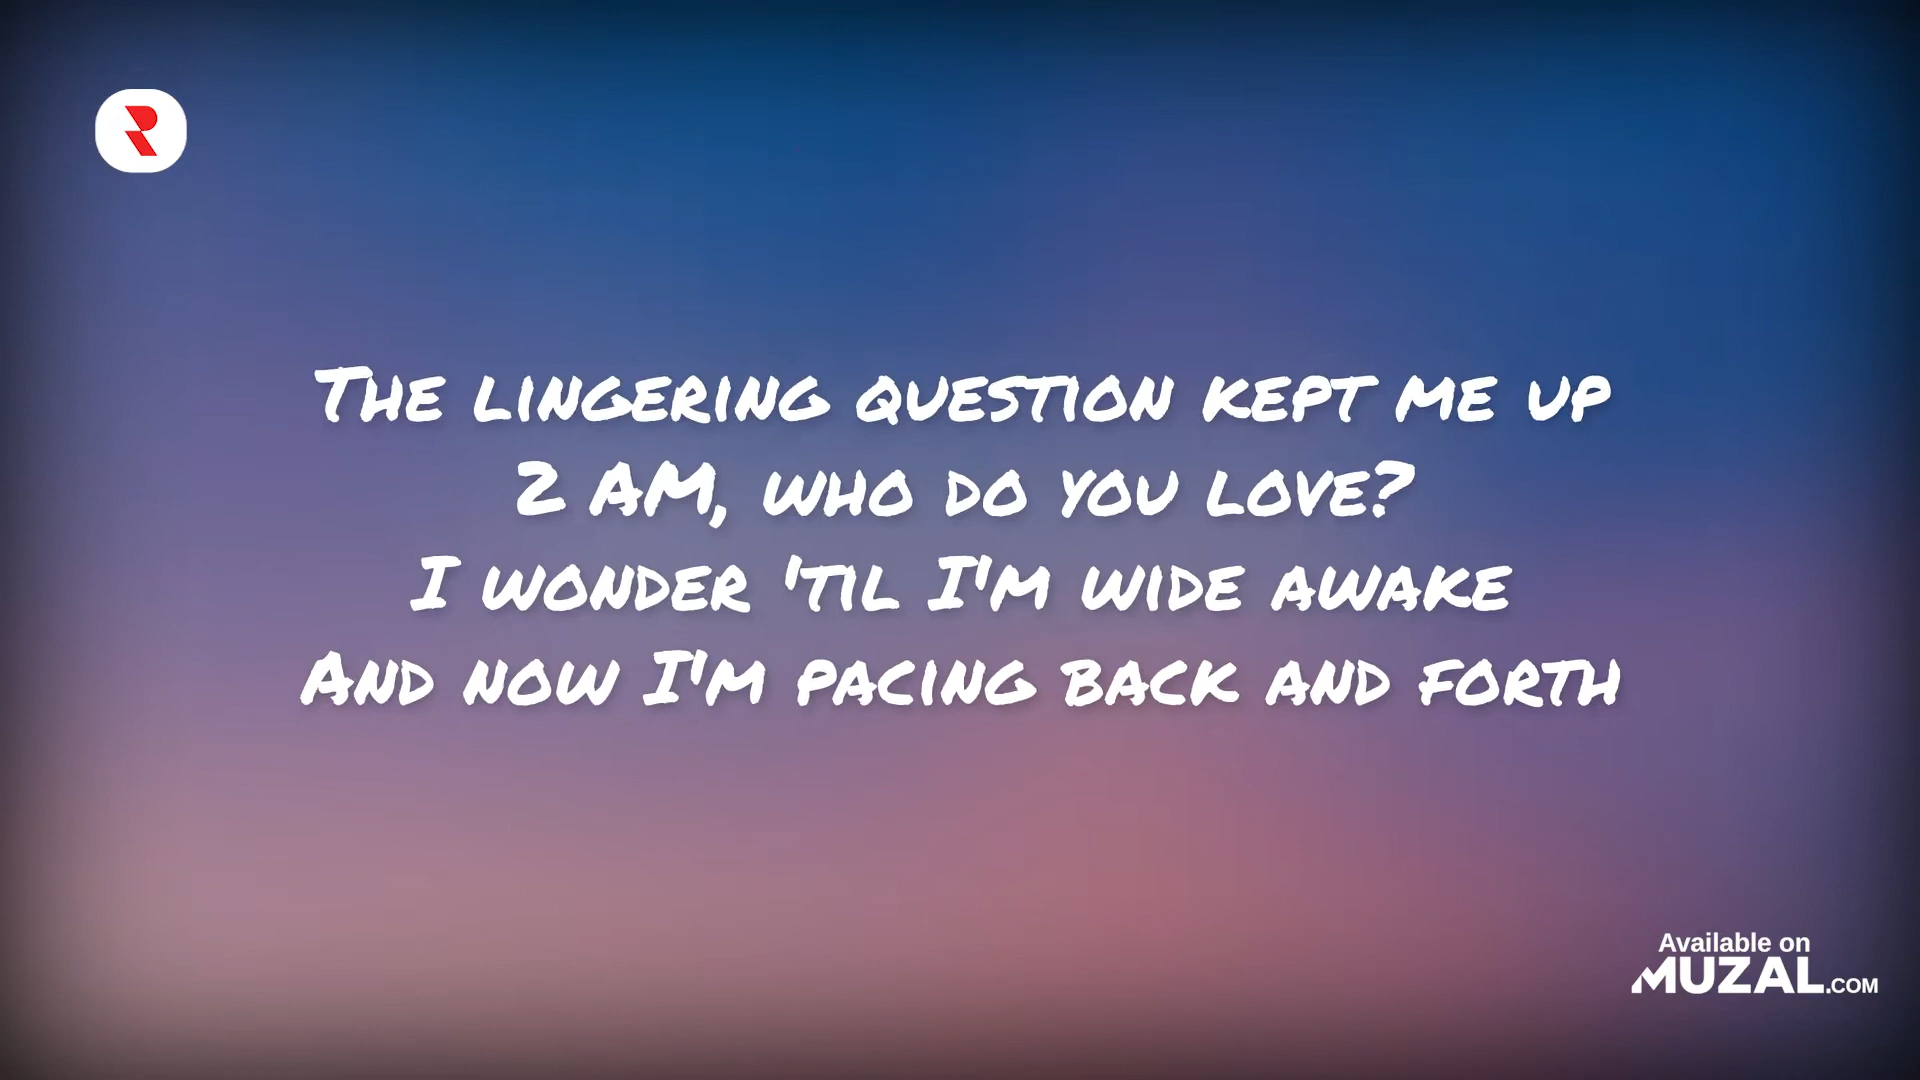 The lingering question kept me up
2 AM, who do you love?
I wonder 'til I'm wide awake
And now I'm pacing back and forth
Available on
MUZAL.COM